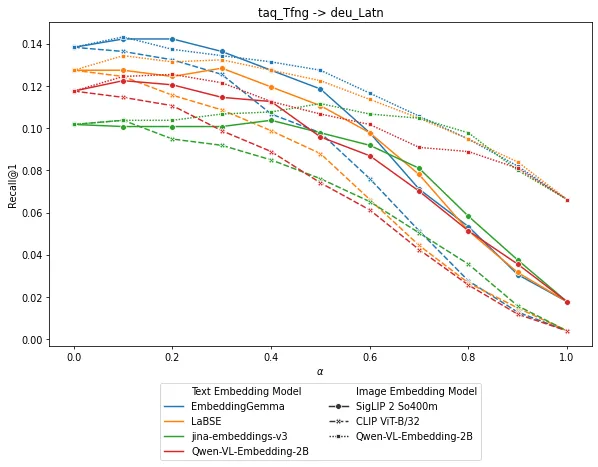 taq_Tfng -> deu_Latn
0.14
0.12
0.10
0.08
0.06
0.04
0.02
0.00
Recall@1
0.0 0.2 0.4 0.6 0.8 1.0
α
Text Embedding Model Image Embedding Model
EmbeddingGemma SigLIP 2 So400m
LaBSE CLIP ViT-B/32
jina-embeddings-v3 Qwen-VL-Embedding-2B
Qwen-VL-Embedding-2B